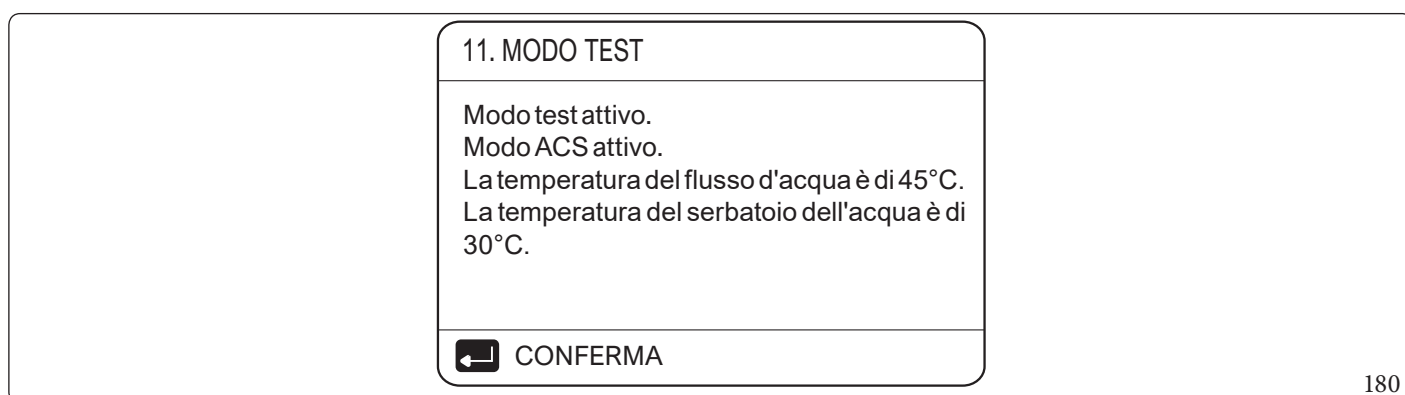 11. MODO TEST
Modo test attivo.
Modo ACS attivo.
La temperatura del flusso d'acqua è di 45°C.
La temperatura del serbatoio dell'acqua è di
30°C.
CONFERMA
180